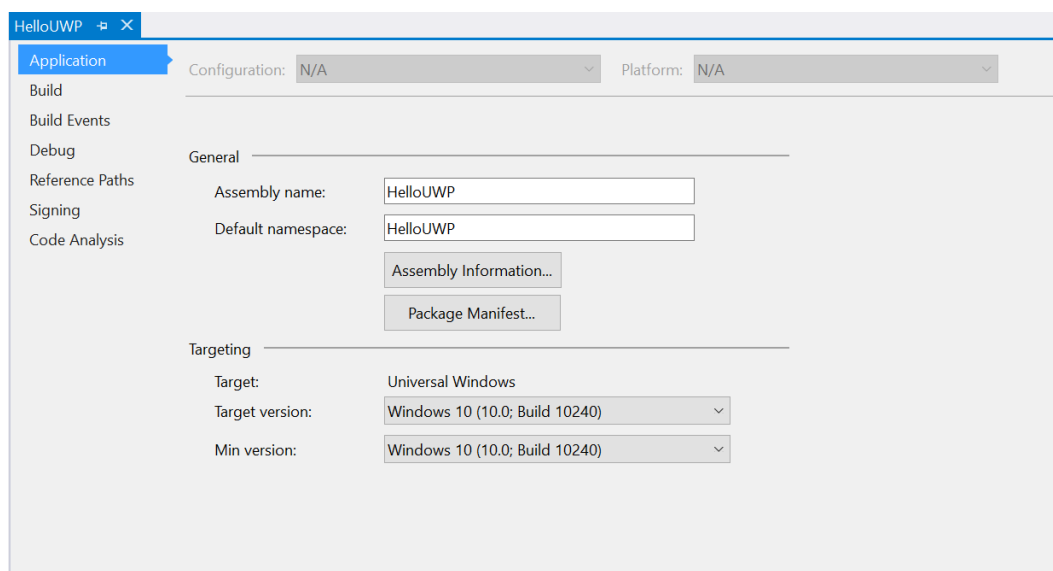 HelloUWP
Application
Configuration: N/A Platform: N/A
Build
Build Events
Debug
Reference Paths
Signing
Code Analysis
General
Assembly name: HelloUWP
Default namespace: HelloUWP
Assembly Information...
Package Manifest...
Targeting
Target: Universal Windows
Target version: Windows 10 (10.0; Build 10240)
Min version: Windows 10 (10.0; Build 10240)